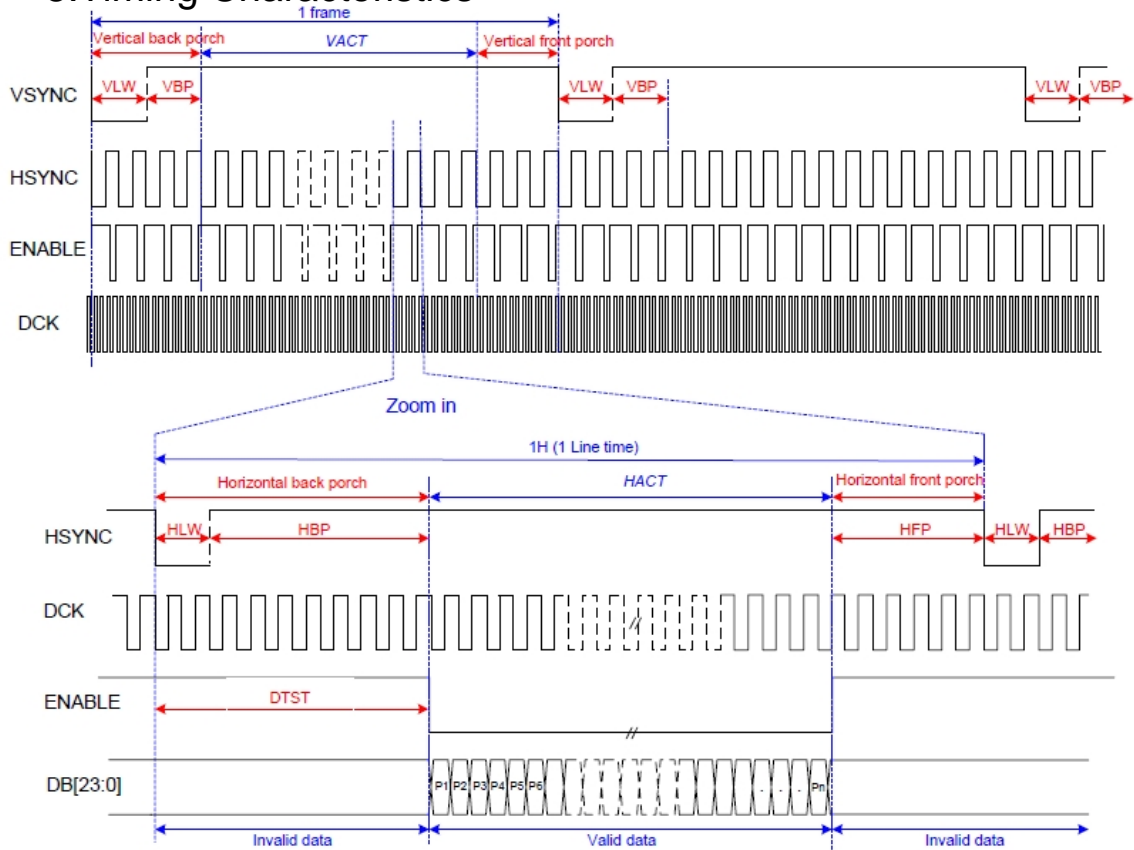 1 frame
Vertical back porch VACT Vertical front porch
VLW VBP VLW VBP VLW VBP
VSYNC
HSYNC
ENABLE
DCK
Zoom in
1H (1 Line time)
Horizontal back porch HACT Horizontal front porch
HSYNC HLW HBP HFP HLW HBP
DCK
//
ENABLE DTST
//
DB[23:0] P1 P2 P3 P4 P5 P6 . . . Pn
Invalid data Valid data Invalid data